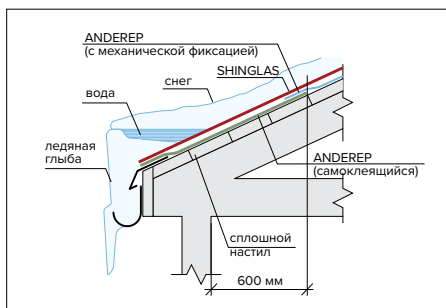 ANDEREP
(с механической фиксацией)
SHINGLAS
снег
вода
ледяная
глыба
ANDEREP
(самоклеящийся)
сплошной
настил
600 мм